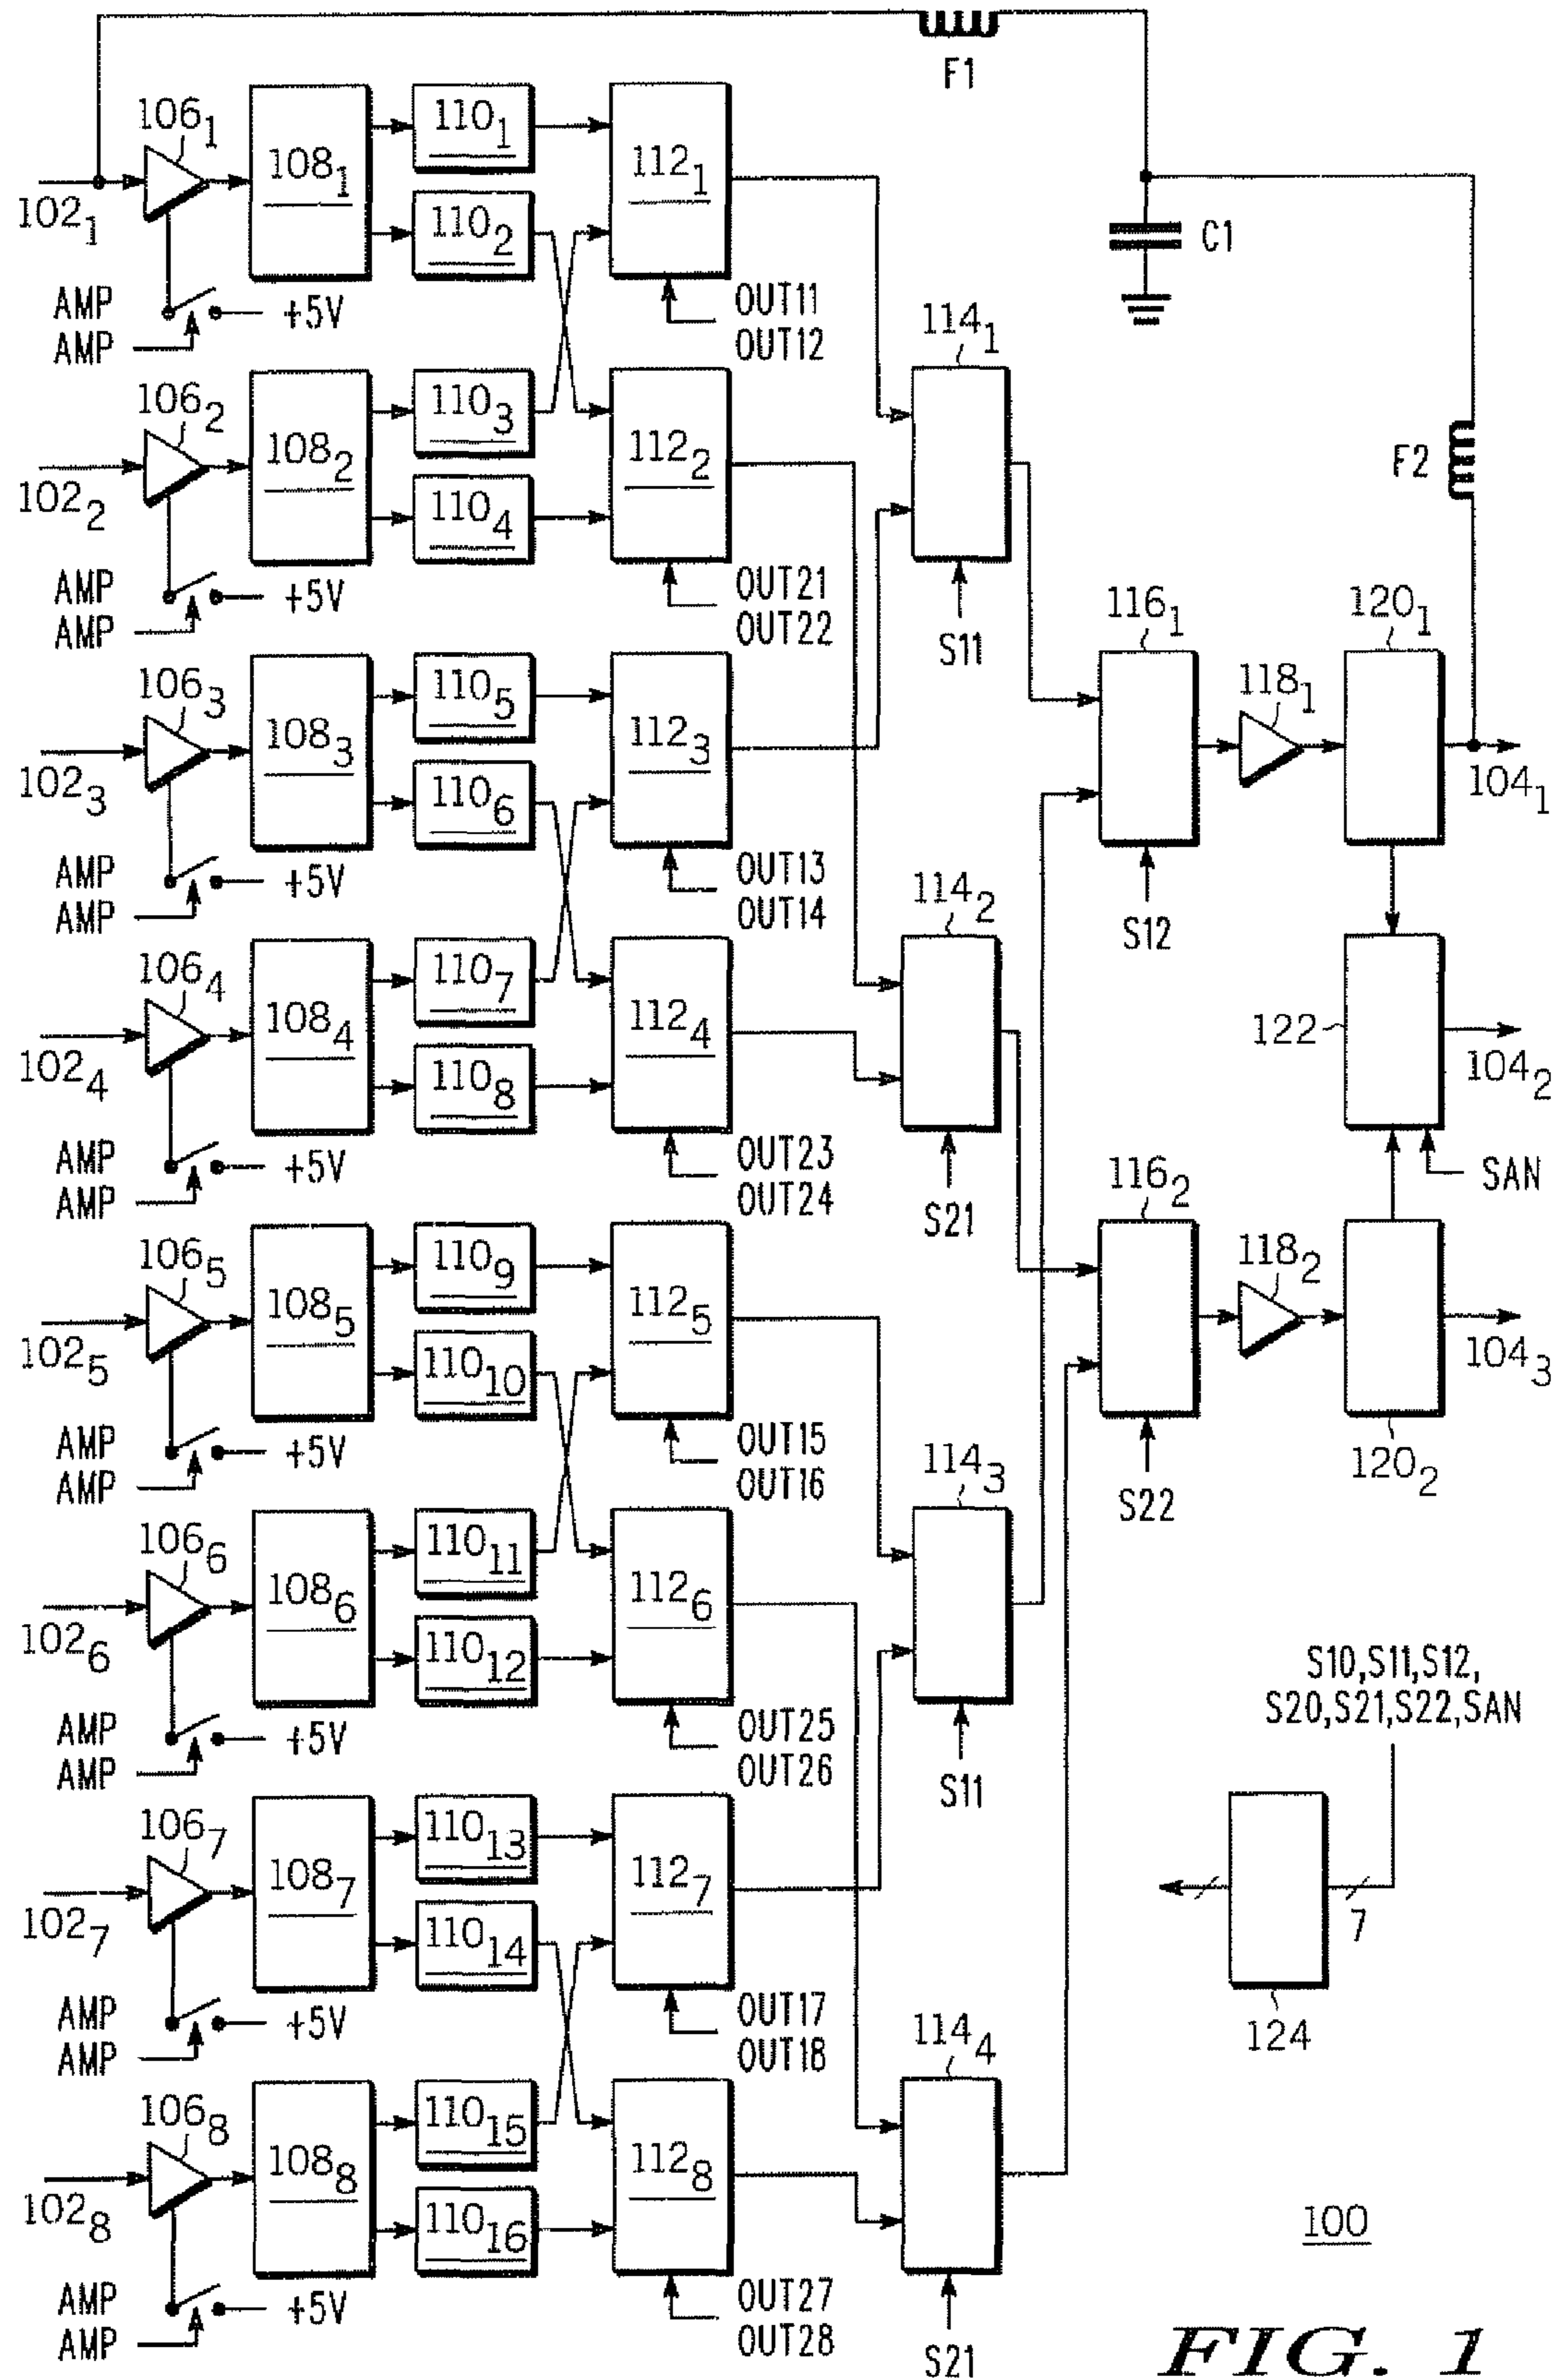 F1
106₁
108₁
110₁
112₁
102₁
110₂
C1
AMP
AMP
+5V
OUT11
OUT12
114₁
106₂
108₂
110₃
112₂
102₂
110₄
F2
AMP
AMP
+5V
OUT21
OUT22
S11
116₁
118₁
120₁
106₃
108₃
110₅
112₃
102₃
110₆
104₁
AMP
AMP
+5V
OUT13
OUT14
114₂
S12
106₄
108₄
110₇
112₄
102₄
110₈
122
104₂
AMP
AMP
+5V
OUT23
OUT24
S21
116₂
SAN
106₅
108₅
110₉
112₅
118₂
102₅
110₁₀
104₃
AMP
AMP
+5V
OUT15
OUT16
114₃
S22
120₂
106₆
108₆
110₁₁
112₆
102₆
110₁₂
AMP
AMP
+5V
OUT25
OUT26
S11
S10,S11,S12,
S20,S21,S22,SAN
106₇
108₇
110₁₃
112₇
102₇
110₁₄
7
AMP
AMP
+5V
OUT17
OUT18
114₄
124
106₈
108₈
110₁₅
112₈
102₈
110₁₆
100
AMP
AMP
+5V
OUT27
OUT28
S21
FIG. 1